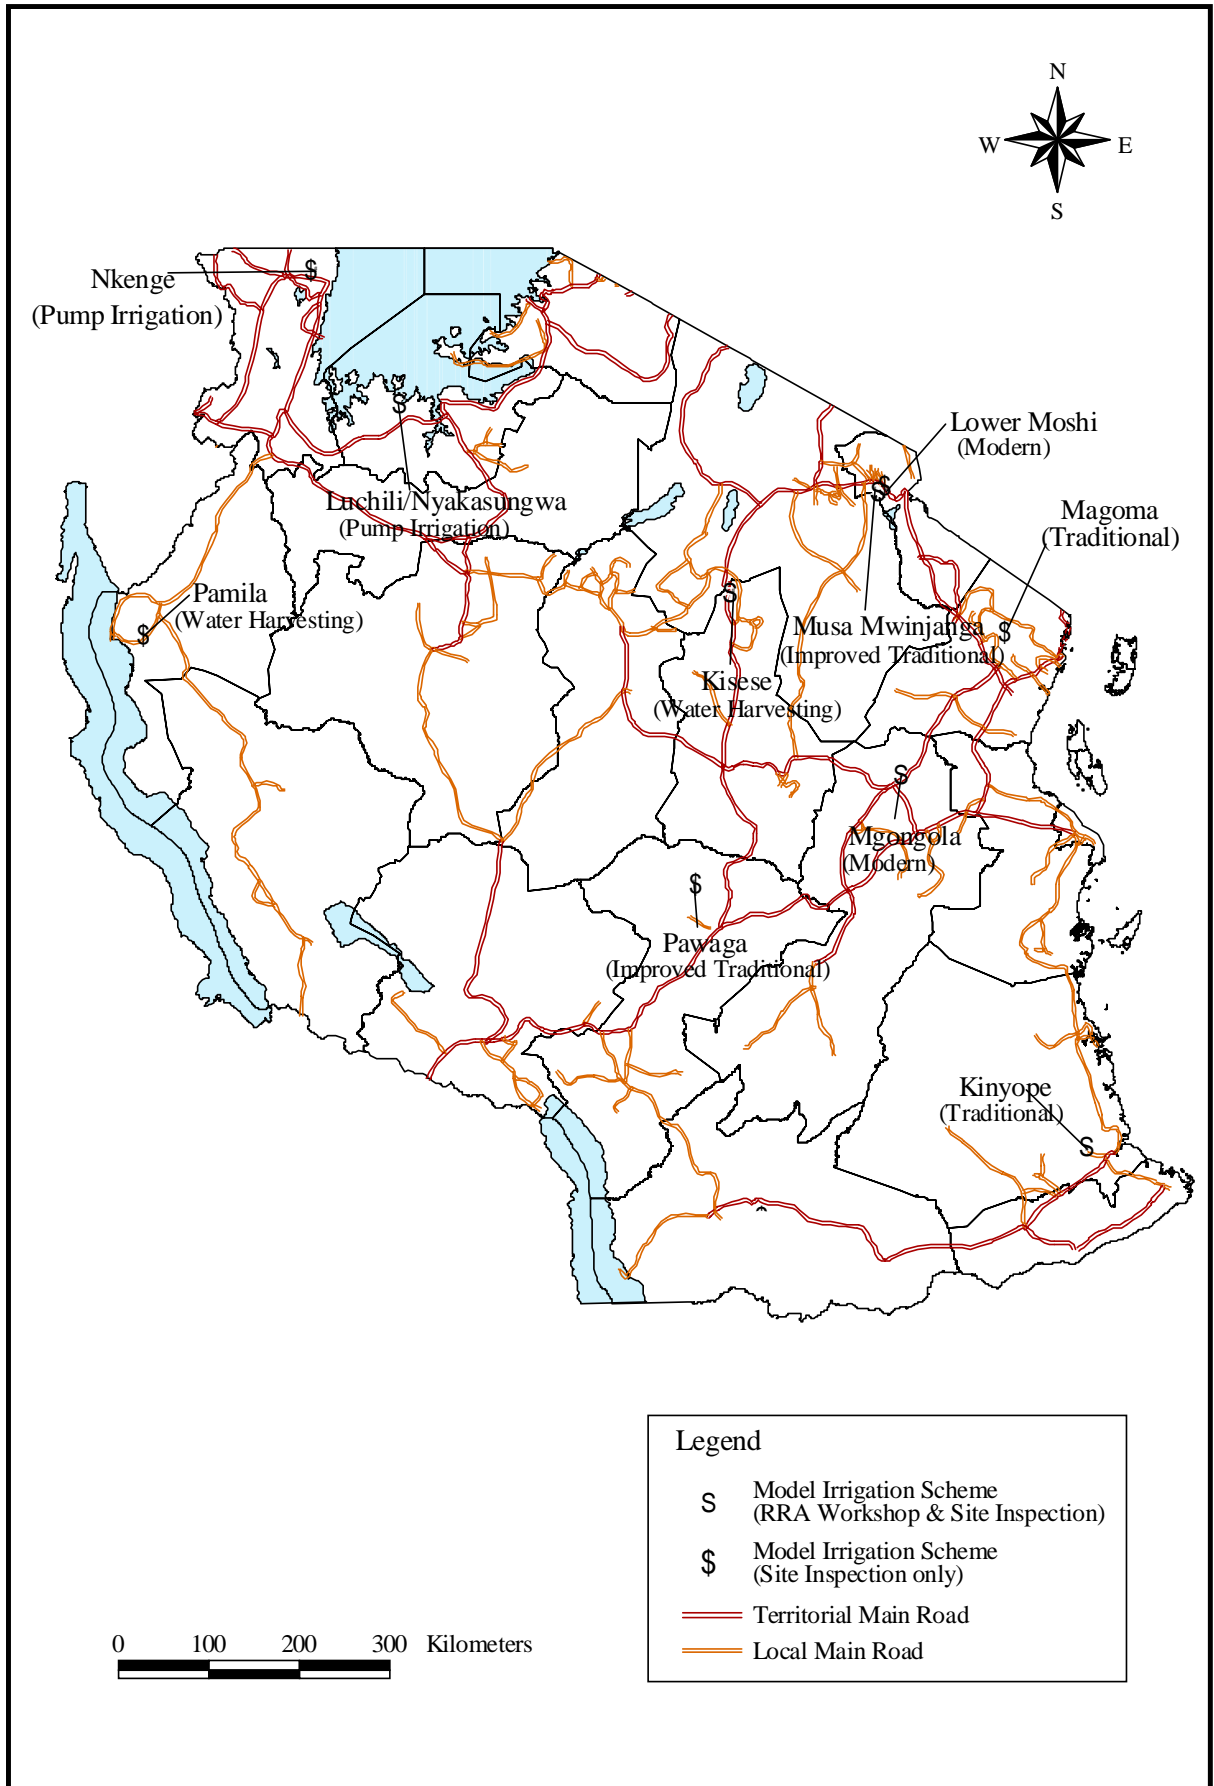 N
W
E
S
Nkenge
(Pump Irrigation)
$
S
Lower Moshi
(Modern)
$
S
Luchili/Nyakasungwa
(Pump Irrigation)
Magoma
(Traditional)
$
Pamila
(Water Harvesting)
$
S
Musa Mwinjanga
(Improved Traditional)
Kisese
(Water Harvesting)
S
Mgongola
(Modern)
$
Pawaga
(Improved Traditional)
Kinyope
(Traditional)
S
Legend
S Model Irrigation Scheme
(RRA Workshop & Site Inspection)
$ Model Irrigation Scheme
(Site Inspection only)
Territorial Main Road
Local Main Road
0 100 200 300 Kilometers